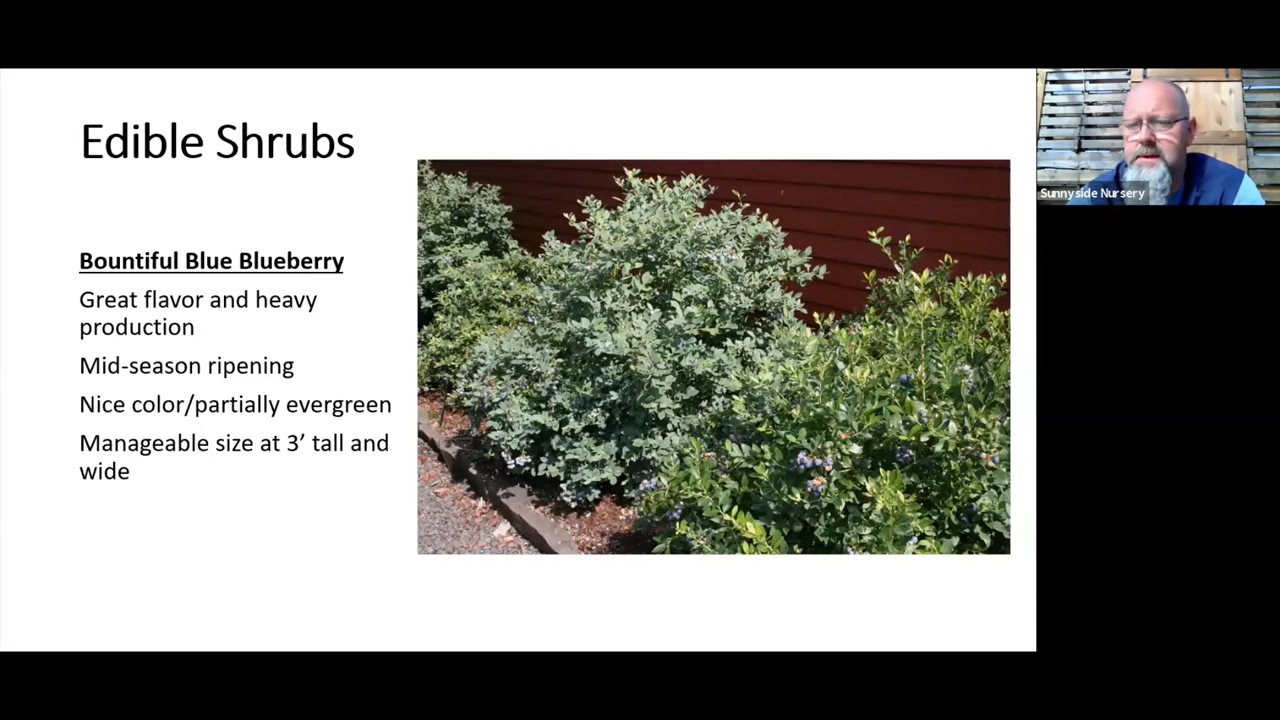 Edible Shrubs
Sunnyside Nursery
Bountiful Blue Blueberry
Great flavor and heavy
production
Mid-season ripening
Nice color/partially evergreen
Manageable size at 3’ tall and
wide